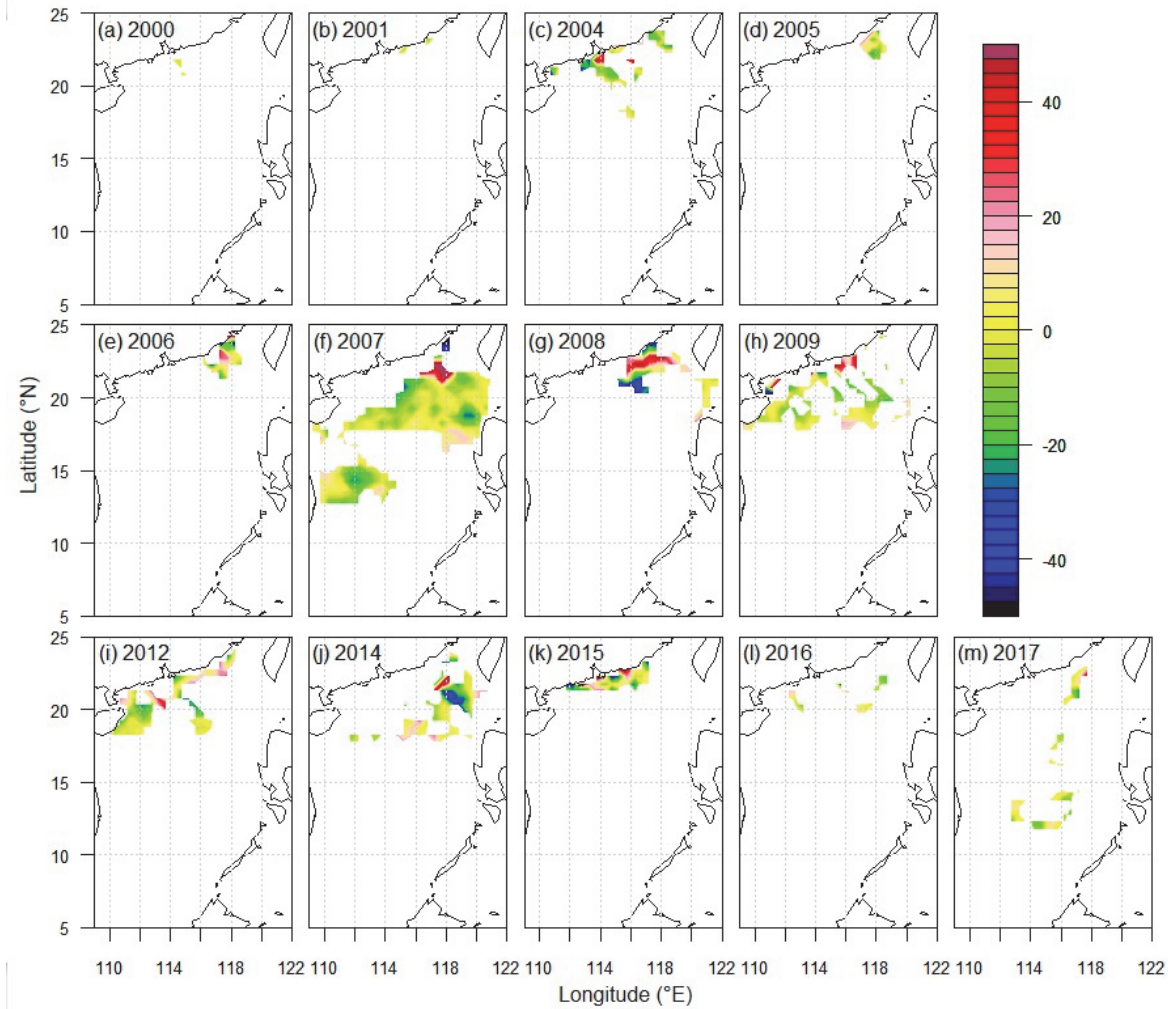 (a) 2000
(b) 2001
(c) 2004
(d) 2005
25
20
15
10
5
40
20
0
-20
-40
(e) 2006
(f) 2007
(g) 2008
(h) 2009
25
20
15
10
5
Latitude (°N)
(i) 2012
(j) 2014
(k) 2015
(l) 2016
(m) 2017
25
20
15
10
5
110 114 118 122 110 114 118 122 110 114 118 122 110 114 118 122 110 114 118 122
Longitude (°E)